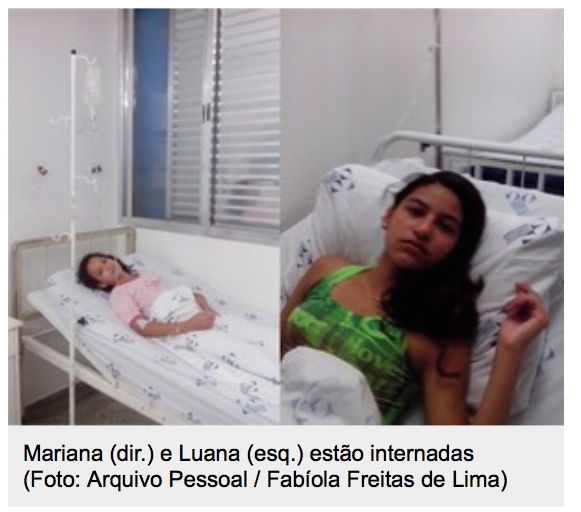 Mariana (dir.) e Luana (esq.) estão internadas
(Foto: Arquivo Pessoal / Fabíola Freitas de Lima)